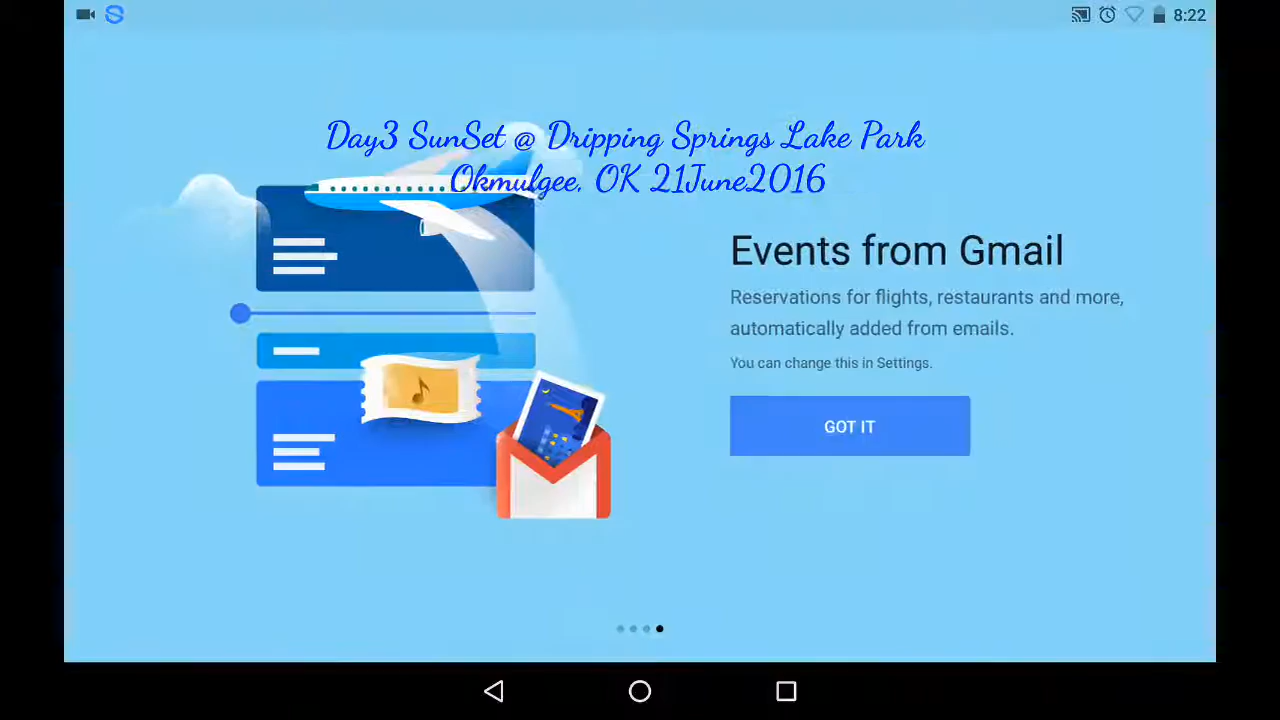 8:22
Day3 SunSet @ Dripping Springs Lake Park
Okmulgee, OK 21June2016
Events from Gmail
Reservations for flights, restaurants and more,
automatically added from emails.
You can change this in Settings.
GOT IT